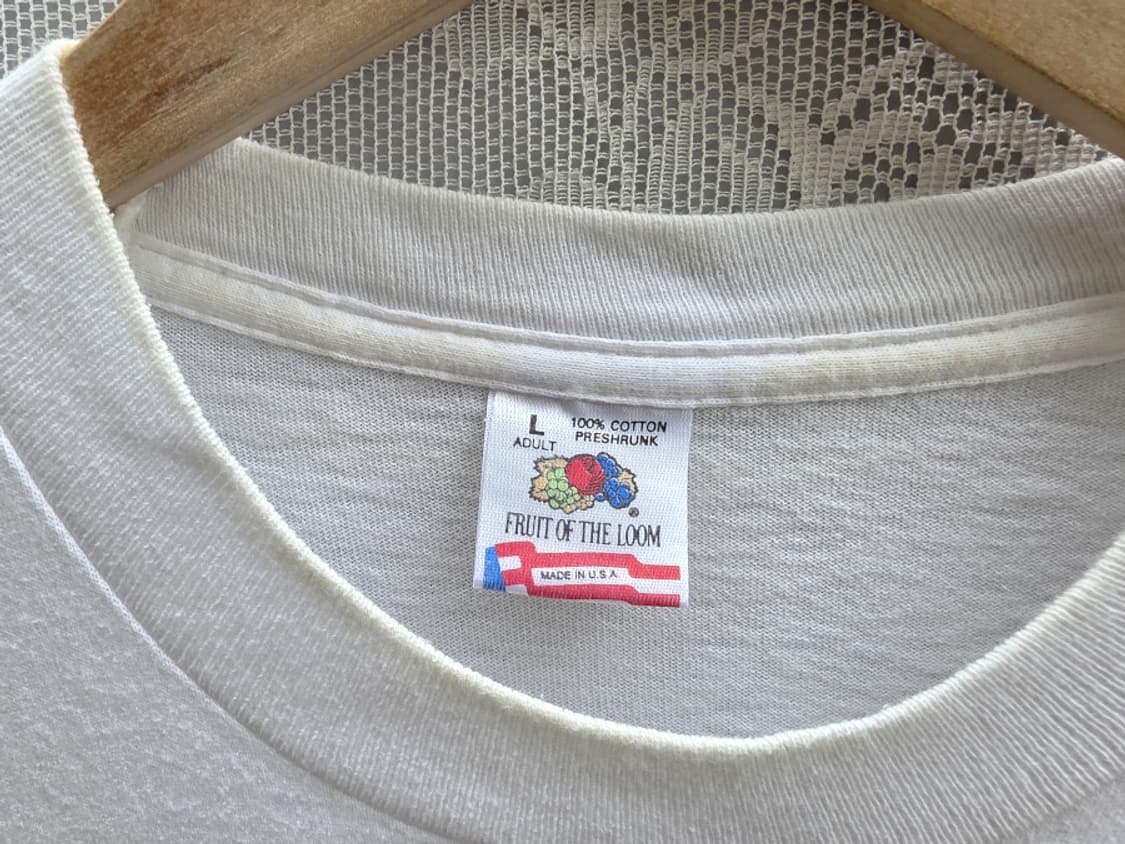 L
ADULT
100% COTTON
PRESHRUNK
®
FRUIT OF THE LOOM
MADE IN U.S.A.